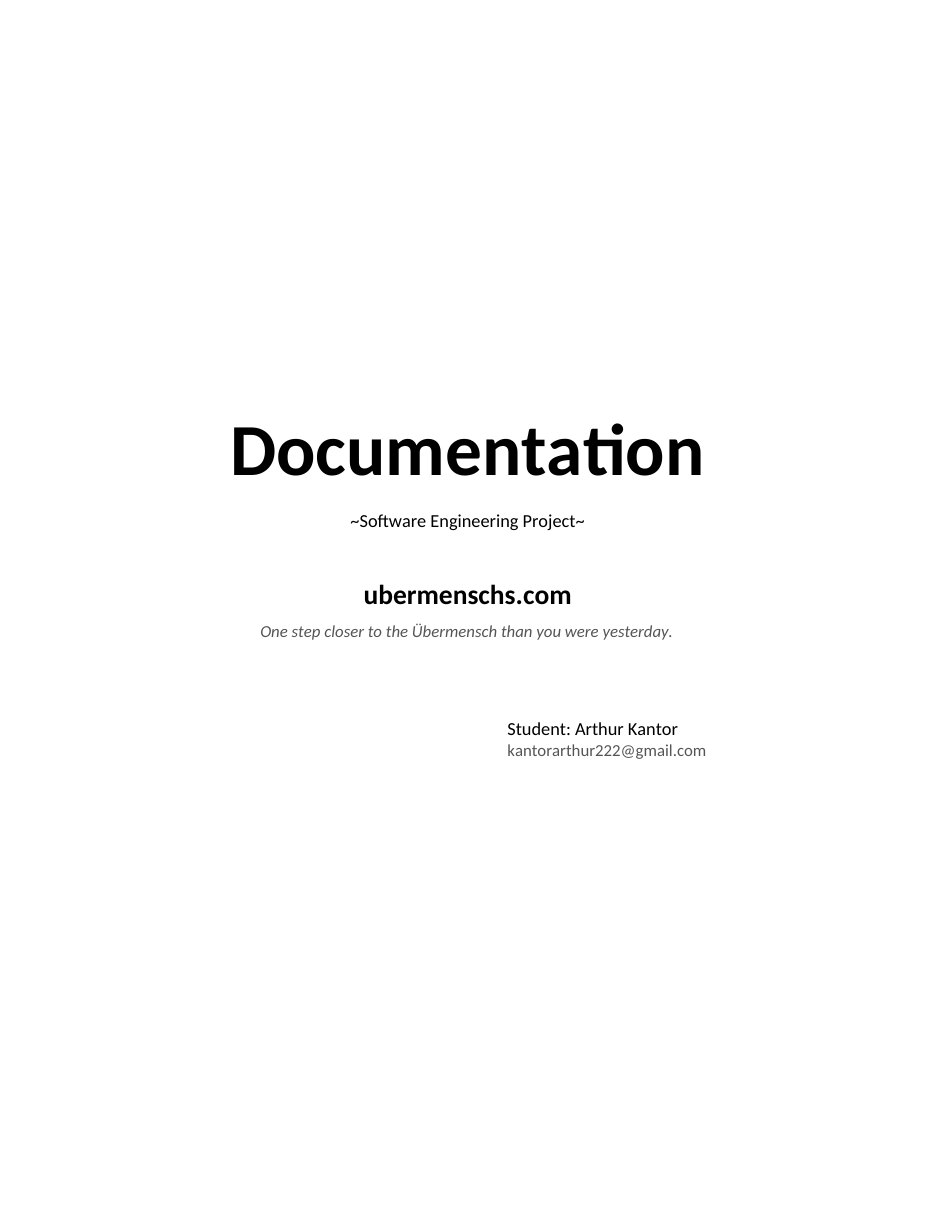 Documentation
~Software Engineering Project~
ubermenschs.com
One step closer to the Übermensch than you were yesterday.
Student: Arthur Kantor
kantorarthur222@gmail.com